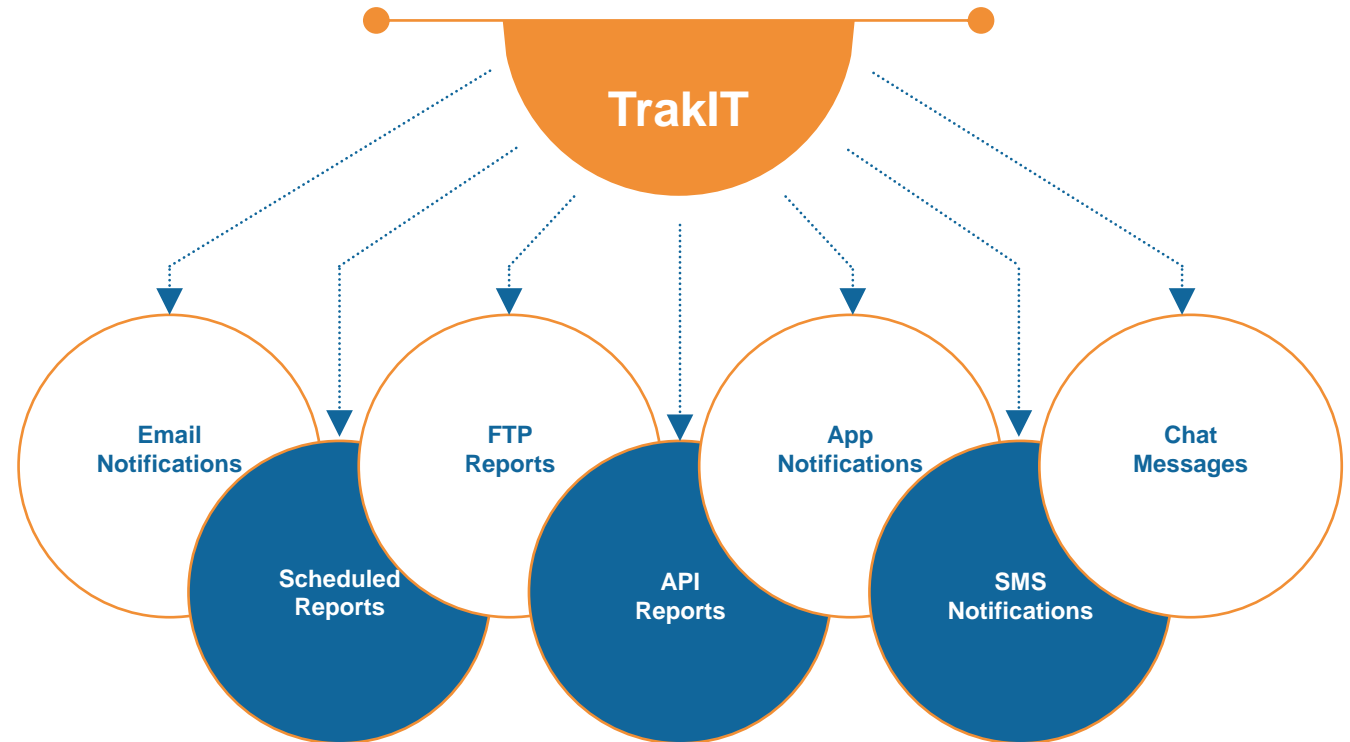 TrakIT
Email
Notifications
Scheduled
Reports
FTP
Reports
API
Reports
App
Notifications
SMS
Notifications
Chat
Messages